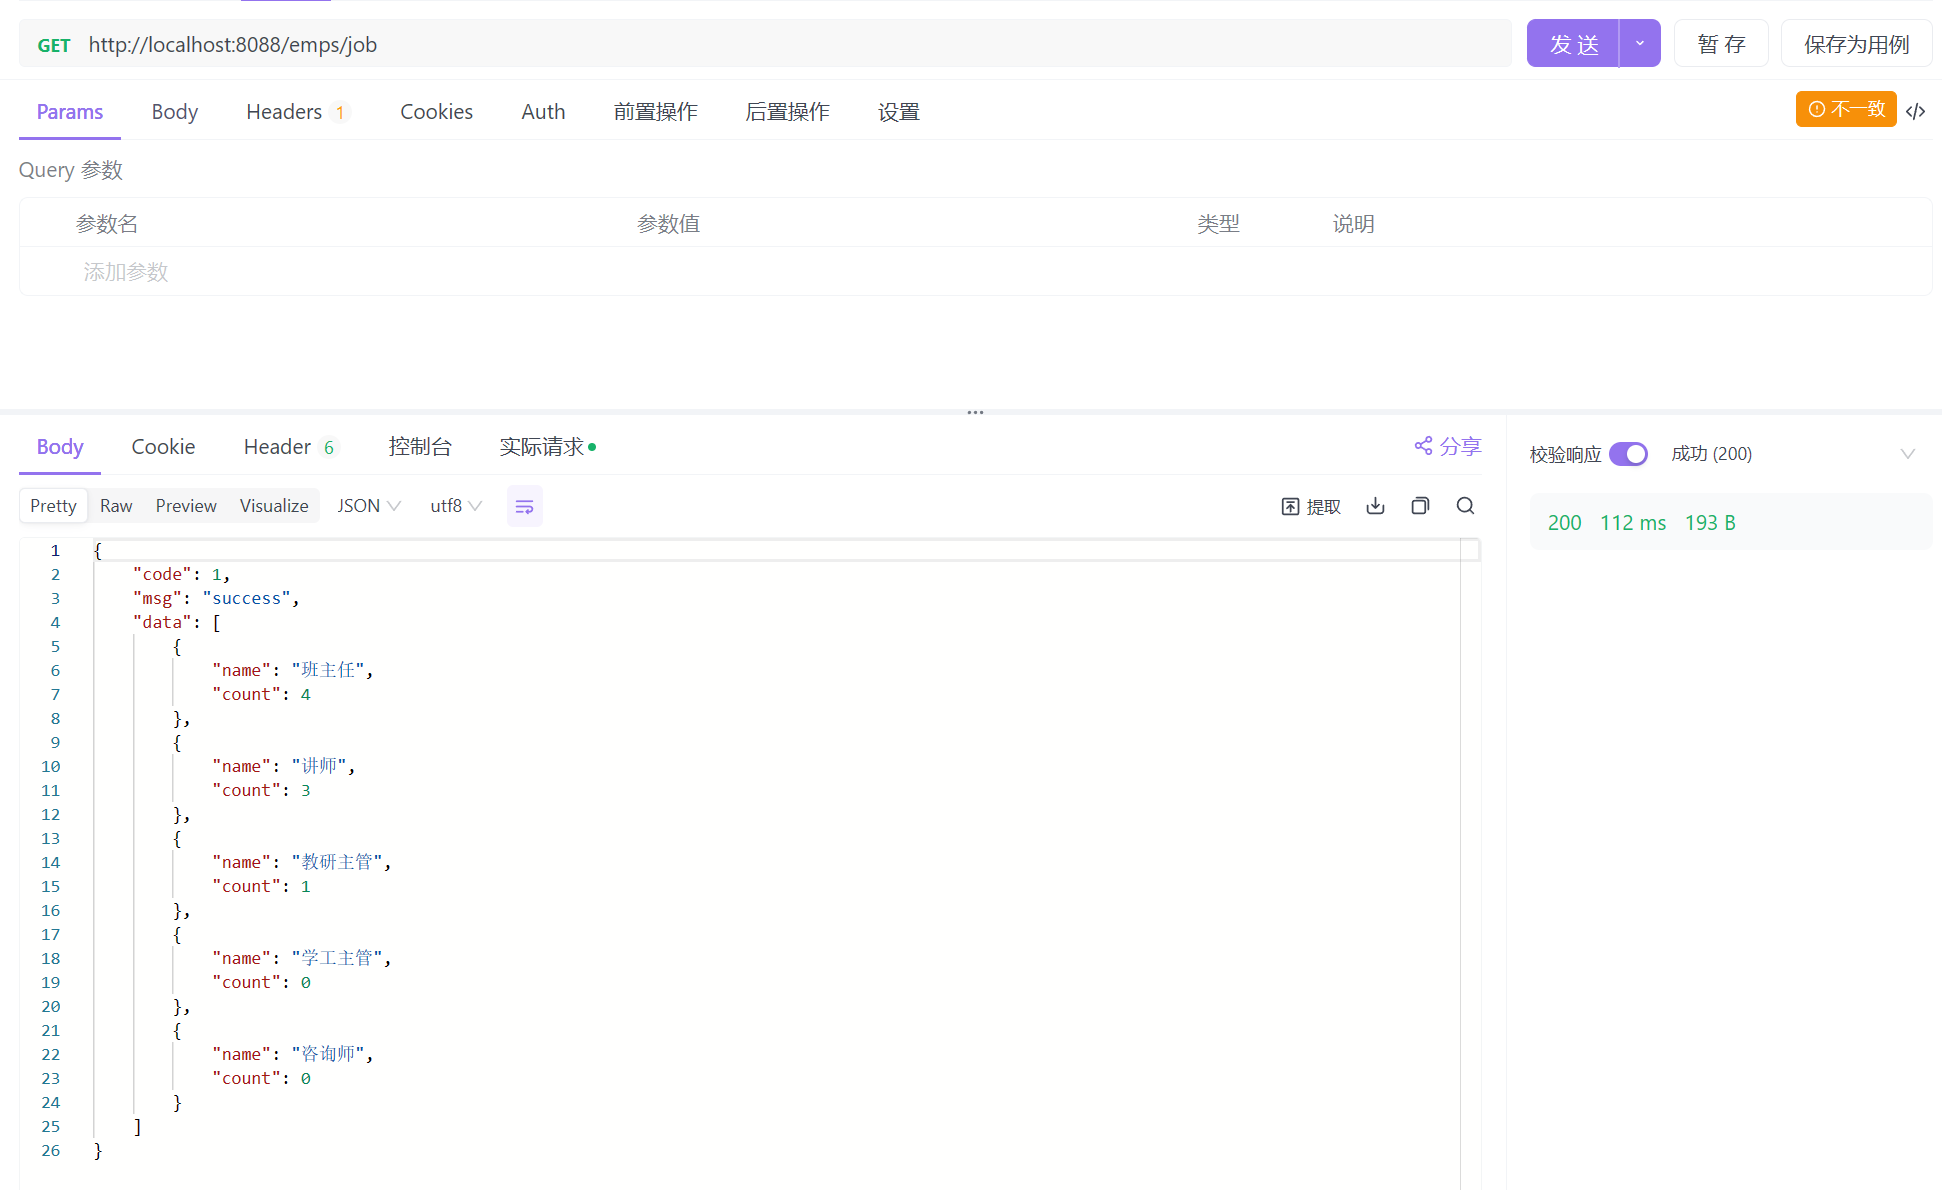 GET http://localhost:8088/emps/job 发 送 暂 存 保存为用例
Params Body Headers 1 Cookies Auth 前置操作 后置操作 设置 不一致 </>
Query 参数
参数名 参数值 类型 说明
添加参数
Body Cookie Header 6 控制台 实际请求 分享 校验响应 成功 (200)
Pretty Raw Preview Visualize JSON utf8 提取
200 112 ms 193 B
1 {
2 "code": 1,
3 "msg": "success",
4 "data": [
5 {
6 "name": "班主任",
7 "count": 4
8 },
9 {
10 "name": "讲师",
11 "count": 3
12 },
13 {
14 "name": "教研主管",
15 "count": 1
16 },
17 {
18 "name": "学工主管",
19 "count": 0
20 },
21 {
22 "name": "咨询师",
23 "count": 0
24 }
25 ]
26 }